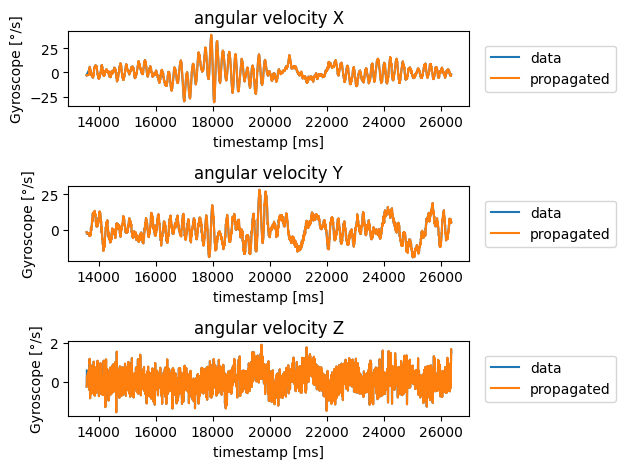 angular velocity X
Gyroscope [°/s]
25
0
−25
14000 16000 18000 20000 22000 24000 26000
timestamp [ms]
data
propagated
angular velocity Y
Gyroscope [°/s]
25
0
14000 16000 18000 20000 22000 24000 26000
timestamp [ms]
data
propagated
angular velocity Z
Gyroscope [°/s]
2
0
14000 16000 18000 20000 22000 24000 26000
timestamp [ms]
data
propagated